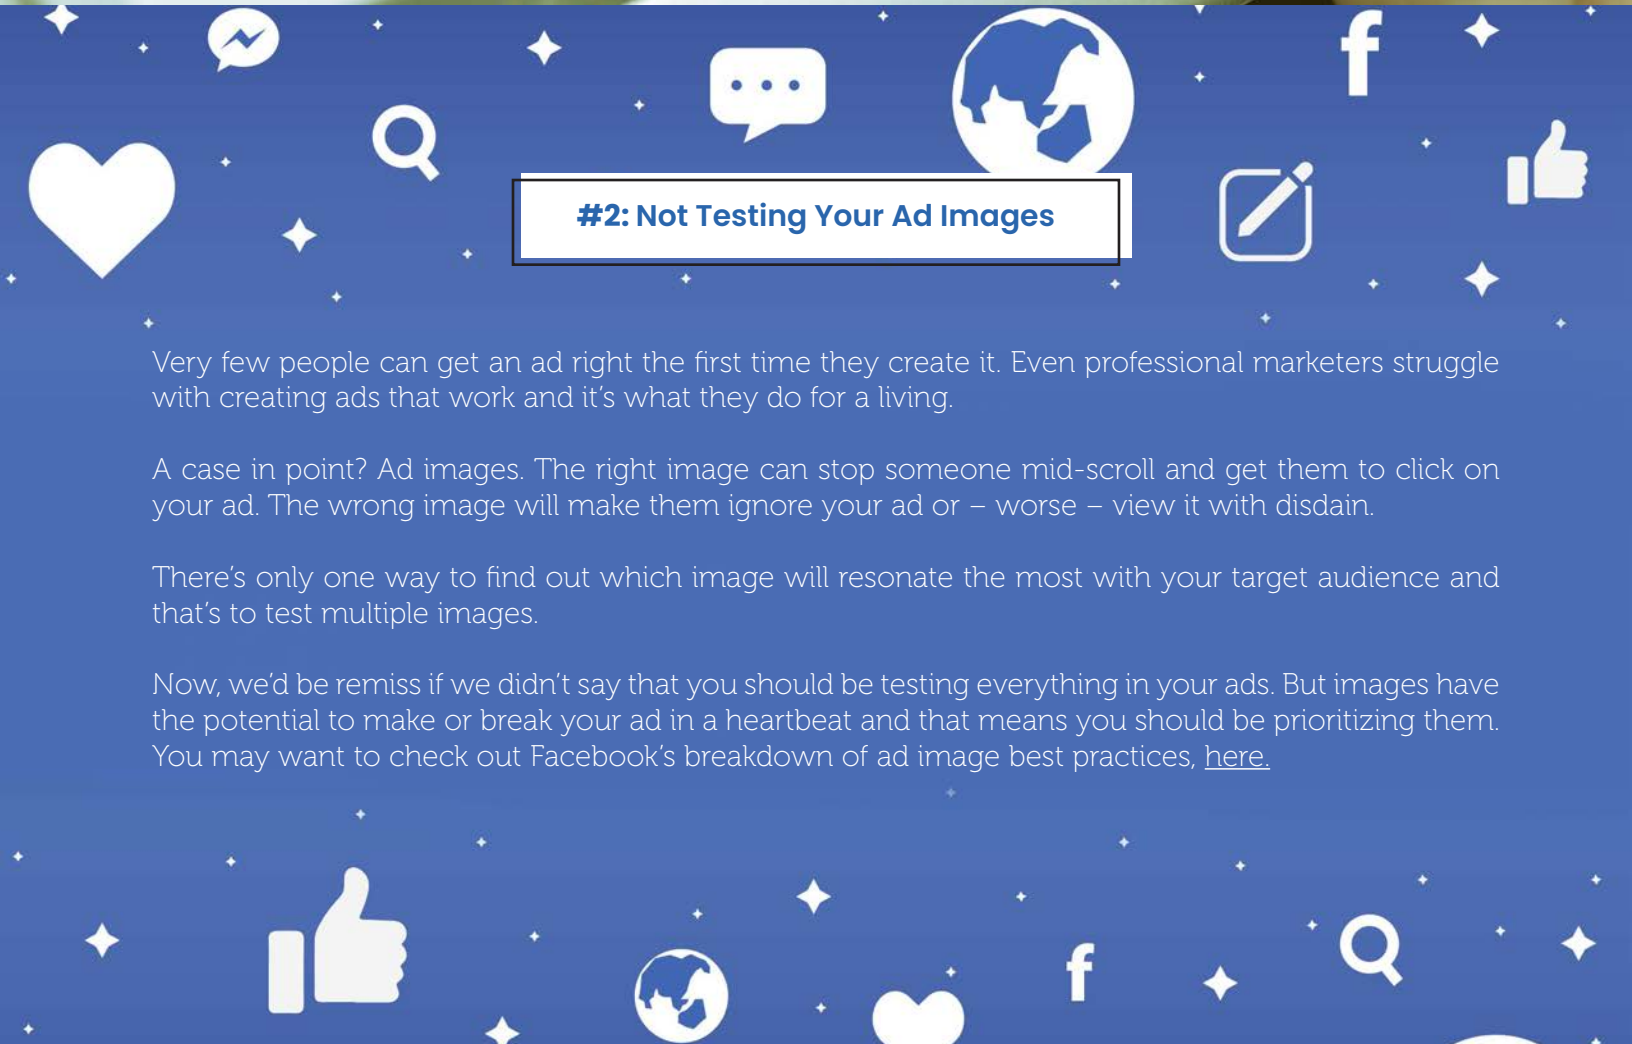 #2: Not Testing Your Ad Images
Very few people can get an ad right the first time they create it. Even professional marketers struggle
with creating ads that work and it’s what they do for a living.
A case in point? Ad images. The right image can stop someone mid-scroll and get them to click on
your ad. The wrong image will make them ignore your ad or – worse – view it with disdain.
There’s only one way to find out which image will resonate the most with your target audience and
that’s to test multiple images.
Now, we’d be remiss if we didn’t say that you should be testing everything in your ads. But images have
the potential to make or break your ad in a heartbeat and that means you should be prioritizing them.
You may want to check out Facebook’s breakdown of ad image best practices, here.